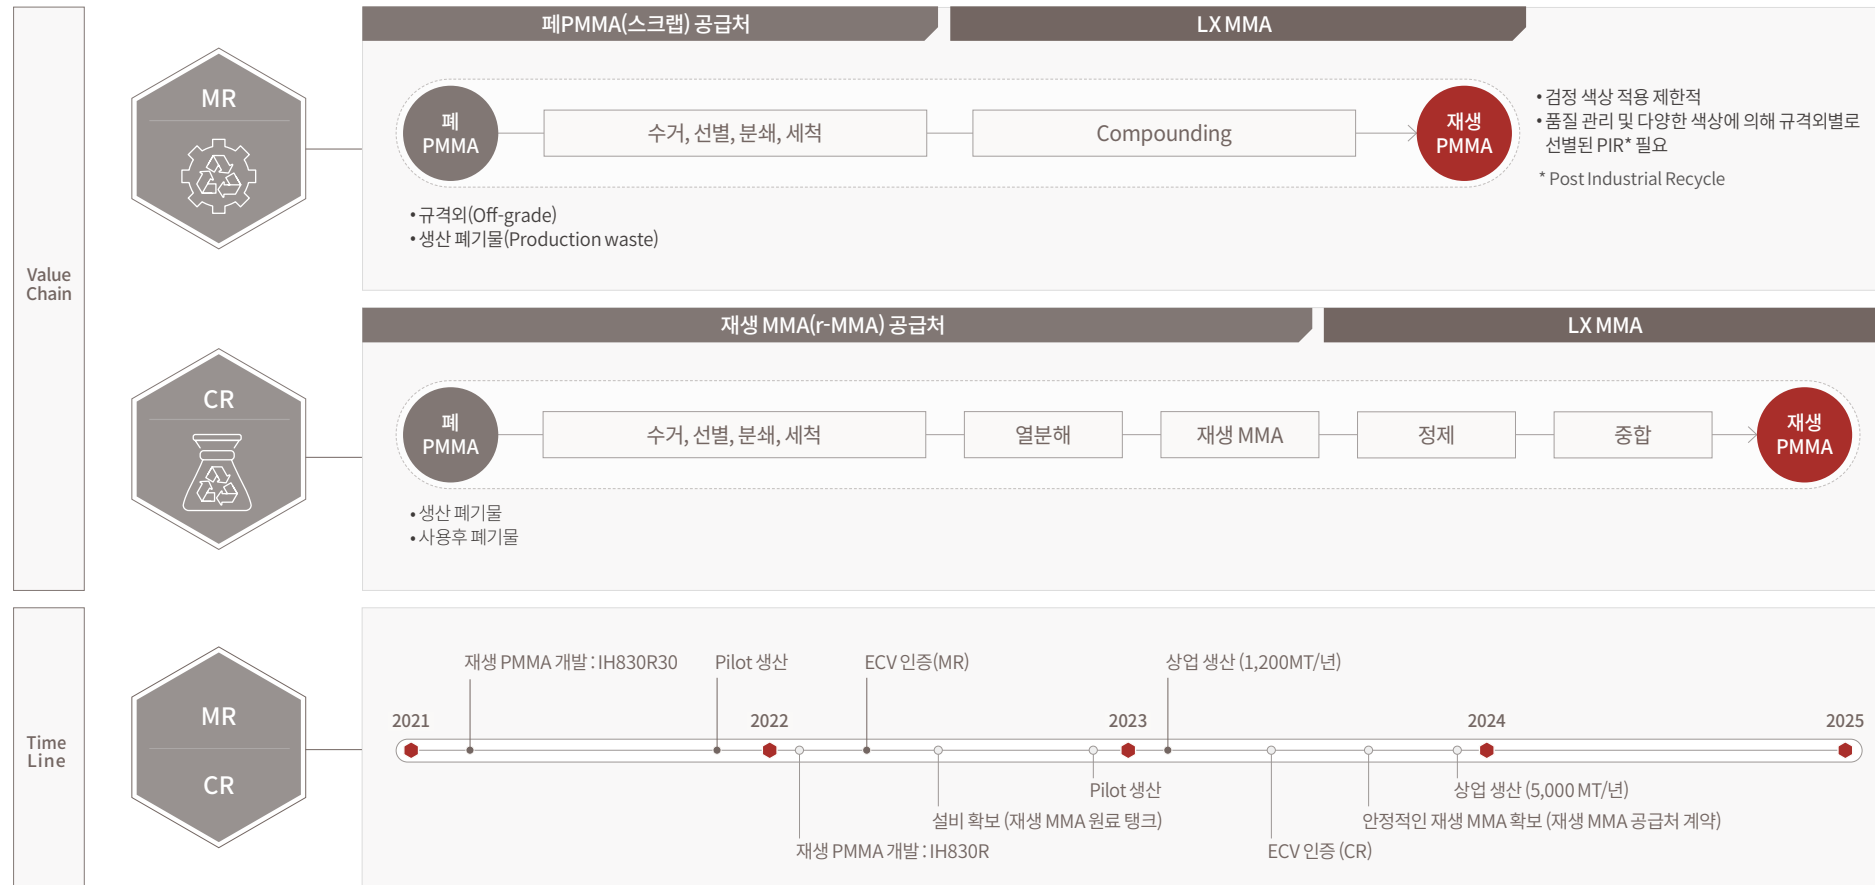 Value
Chain
MR
페PMMA(스크랩) 공급처
LX MMA
폐
PMMA
수거, 선별, 분쇄, 세척
Compounding
재생
PMMA
• 검정 색상 적용 제한적
• 품질 관리 및 다양한 색상에 의해 규격외별로
선별된 PIR* 필요
* Post Industrial Recycle
• 규격외(Off-grade)
• 생산 폐기물(Production waste)
CR
재생 MMA(r-MMA) 공급처
LX MMA
폐
PMMA
수거, 선별, 분쇄, 세척
열분해
재생 MMA
정제
중합
재생
PMMA
• 생산 폐기물
• 사용후 폐기물
Time
Line
MR
CR
재생 PMMA 개발 : IH830R30
Pilot 생산
ECV 인증(MR)
상업 생산 (1,200MT/년)
2021
2022
2023
2024
2025
Pilot 생산
상업 생산 (5,000 MT/년)
설비 확보 (재생 MMA 원료 탱크)
안정적인 재생 MMA 확보 (재생 MMA 공급처 계약)
재생 PMMA 개발 : IH830R
ECV 인증 (CR)